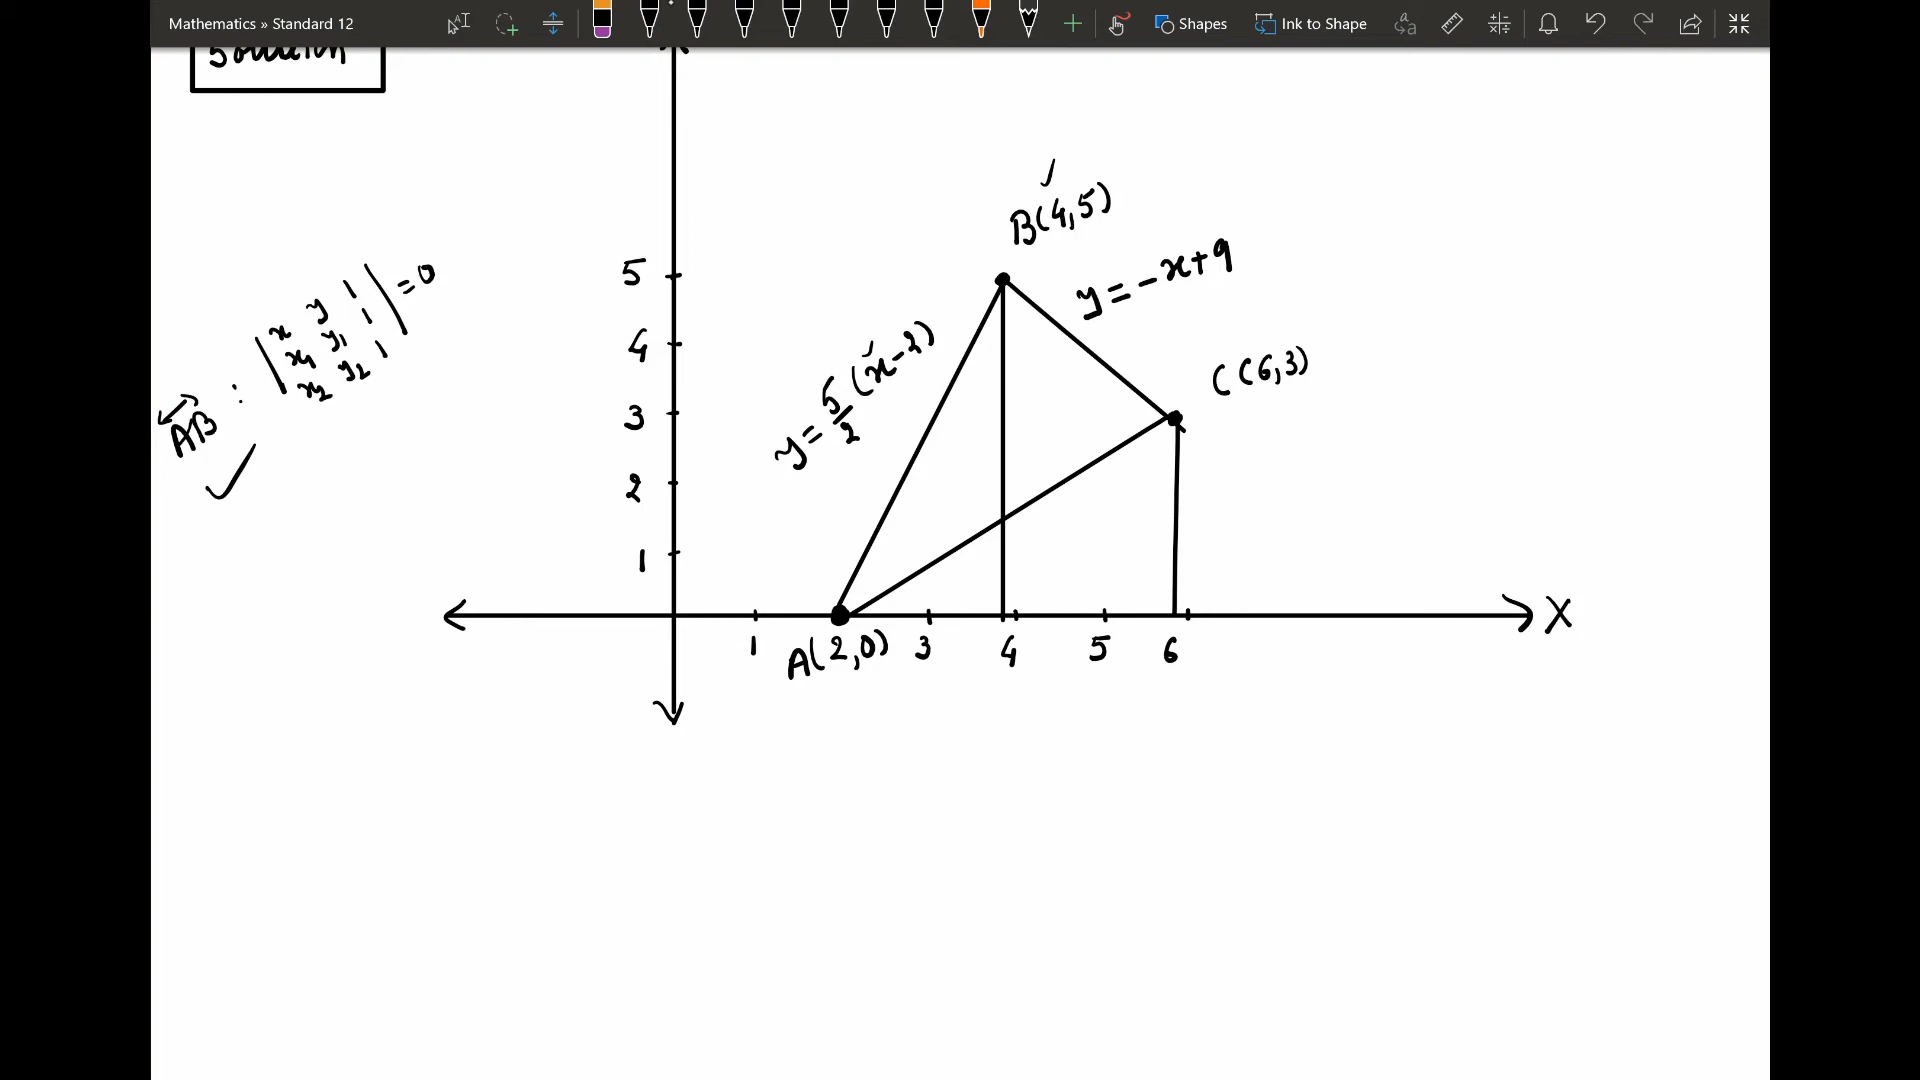 Mathematics » Standard 12
Shapes
Ink to Shape
Solution
B(4,5)
y = -x+9
C(6,3)
y = 5/2 (x-2)
AB : | x y 1 | = 0
x1 y1 1
x2 y2 1
5
4
3
2
1
X
1 A(2,0) 3 4 5 6